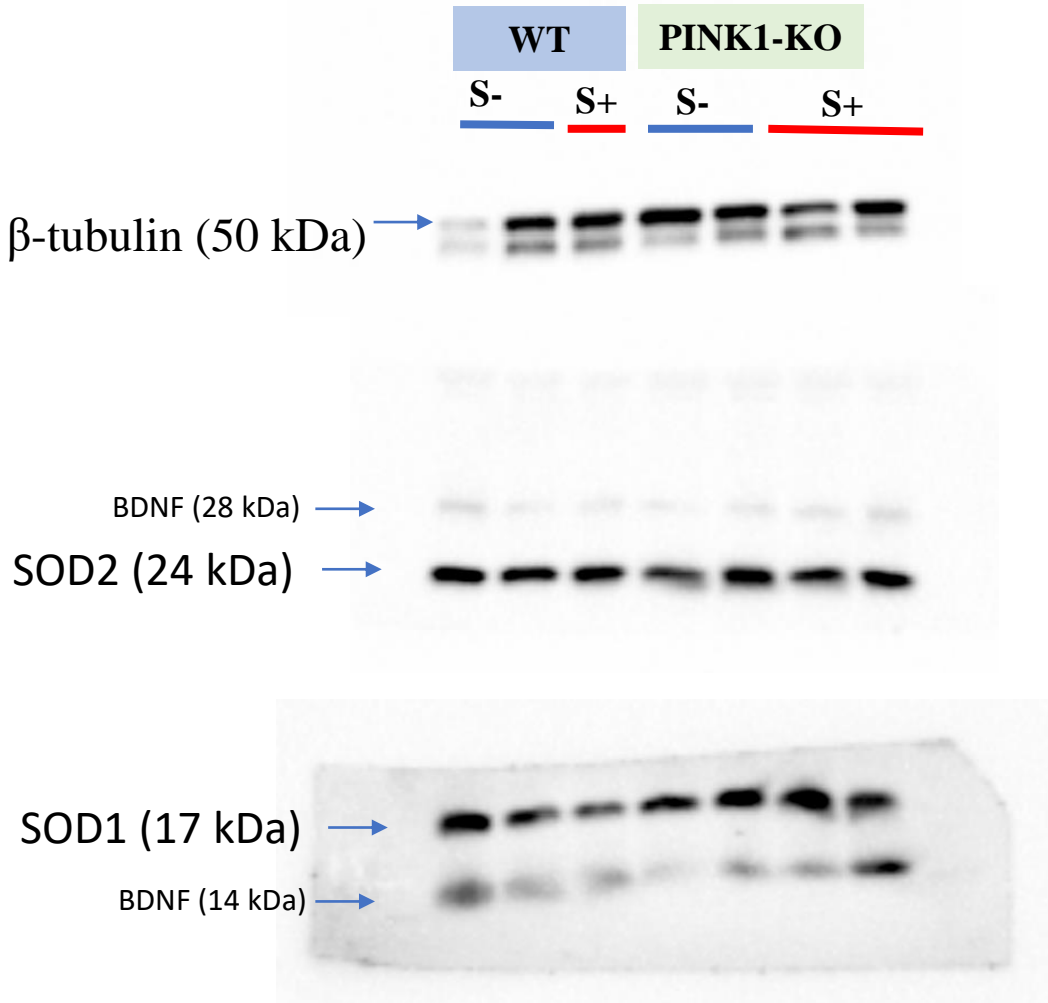 WT PINK1-KO
S- S+ S- S+
β-tubulin (50 kDa)
BDNF (28 kDa)
SOD2 (24 kDa)
SOD1 (17 kDa)
BDNF (14 kDa)